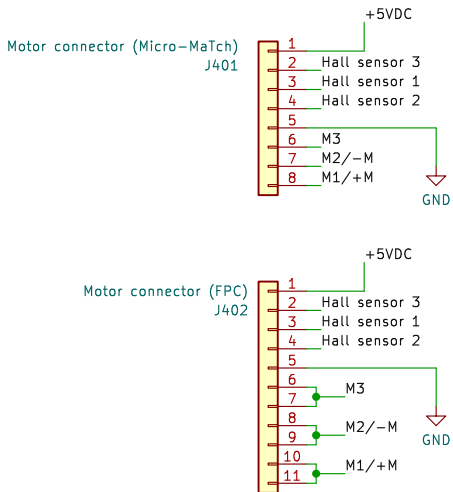 +5VDC
Motor connector (Micro-MaTch)
J401
1
2 Hall sensor 3
3 Hall sensor 1
4 Hall sensor 2
5
6 M3
7 M2/-M
8 M1/+M
GND
+5VDC
Motor connector (FPC)
J402
1
2 Hall sensor 3
3 Hall sensor 1
4 Hall sensor 2
5
6
M3
7
8
M2/-M
9
GND
10
M1/+M
11